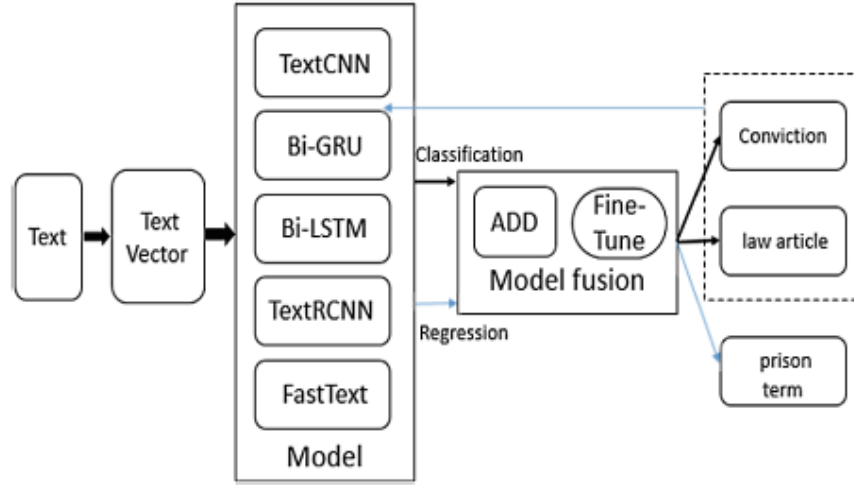 Text
Text
Vector
TextCNN
Bi-GRU
Bi-LSTM
TextRCNN
FastText
Model
Classification
Regression
ADD
Fine-
Tune
Model fusion
Conviction
law article
prison
term